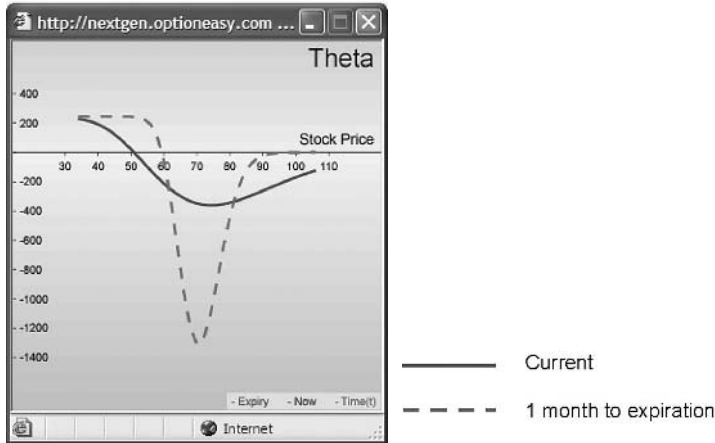 http://nextgen.optioneasy.com ...
Theta
400
200
Stock Price
30 40 50 60 70 80 90 100 110
-200
-400
-600
-800
-1000
-1200
-1400
- Expiry - Now - Time(t)
Internet
Current
1 month to expiration